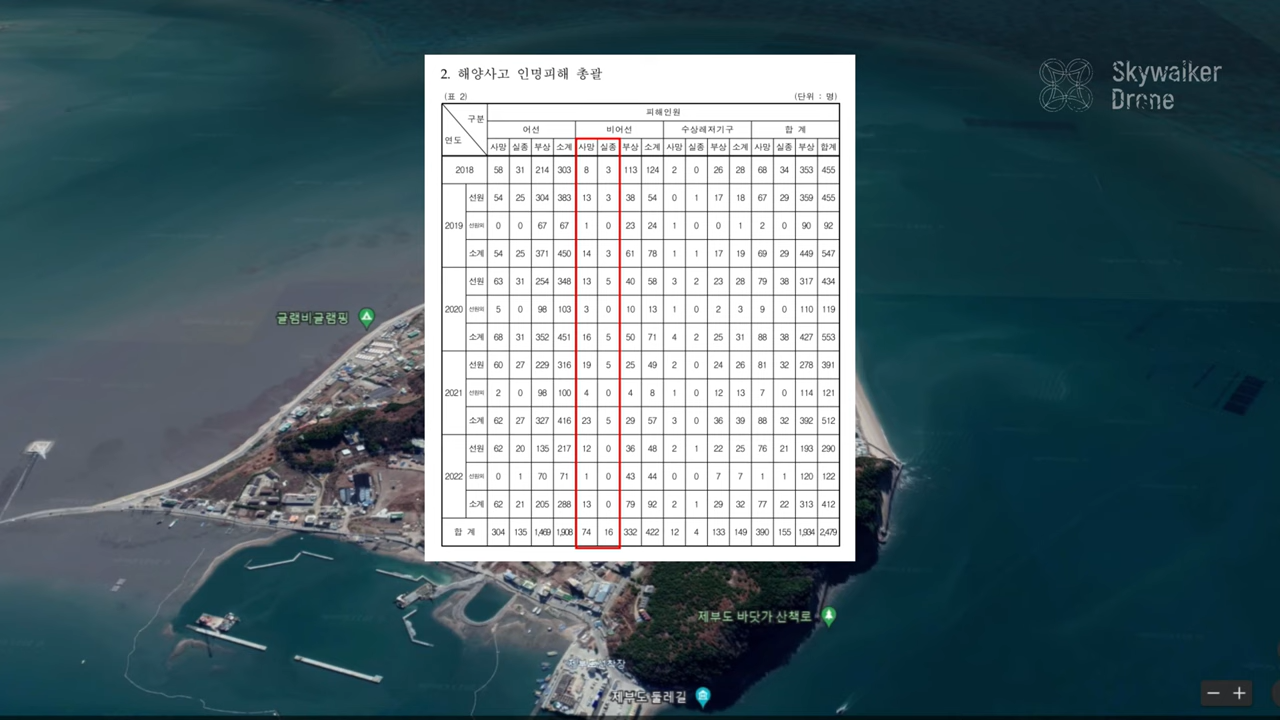 2. 해양사고 인명피해 총괄
(표 2) (단위 : 명)
구분 연도 피해인원
어선 비어선 수상레저기구 합 계
사망 실종 부상 소계 사망 실종 부상 소계 사망 실종 부상 소계 사망 실종 부상 합계
2018 58 31 214 303 8 3 113 124 2 0 26 28 68 34 353 455
2019 선원 54 25 304 383 13 3 38 54 0 1 17 18 67 29 359 455
선원외 0 0 67 67 1 0 23 24 1 0 0 1 2 0 90 92
소계 54 25 371 450 14 3 61 78 1 1 17 19 69 29 449 547
2020 선원 63 31 254 348 13 5 40 58 3 2 23 28 79 38 317 434
선원외 5 0 98 103 3 0 10 13 1 0 2 3 9 0 110 119
소계 68 31 352 451 16 5 50 71 4 2 25 31 88 38 427 553
2021 선원 60 27 229 316 19 5 25 49 2 0 24 26 81 32 278 391
선원외 2 0 98 100 4 0 4 8 1 0 12 13 7 0 114 121
소계 62 27 327 416 23 5 29 57 3 0 36 39 88 32 392 512
2022 선원 62 20 135 217 12 0 36 48 2 1 22 25 76 21 193 290
선원외 0 1 70 71 1 0 43 44 0 0 7 7 1 1 120 122
소계 62 21 205 288 13 0 79 92 2 1 29 32 77 22 313 412
합 계 304 135 1,469 1,908 74 16 332 422 12 4 133 149 390 155 1,934 2,479
Skywalker
Drone
글램비글램핑
제부도 바닷가 산책로
제부도 둘레길